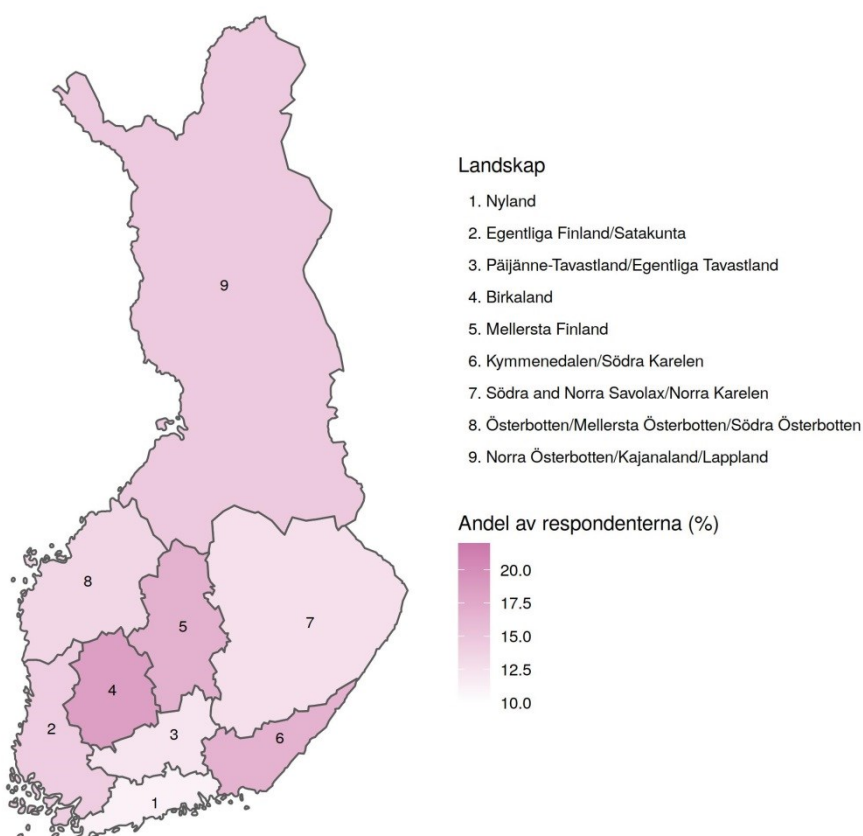 Landskap
1. Nyland
2. Egentliga Finland/Satakunta
3. Päijänne-Tavastland/Egentliga Tavastland
4. Birkaland
5. Mellersta Finland
6. Kymmenedalen/Södra Karelen
7. Södra and Norra Savolax/Norra Karelen
8. Österbotten/Mellersta Österbotten/Södra Österbotten
9. Norra Österbotten/Kajanaland/Lappland
Andel av respondenterna (%)
20.0
17.5
15.0
12.5
10.0
9
8
5
7
4
2
3
6
1